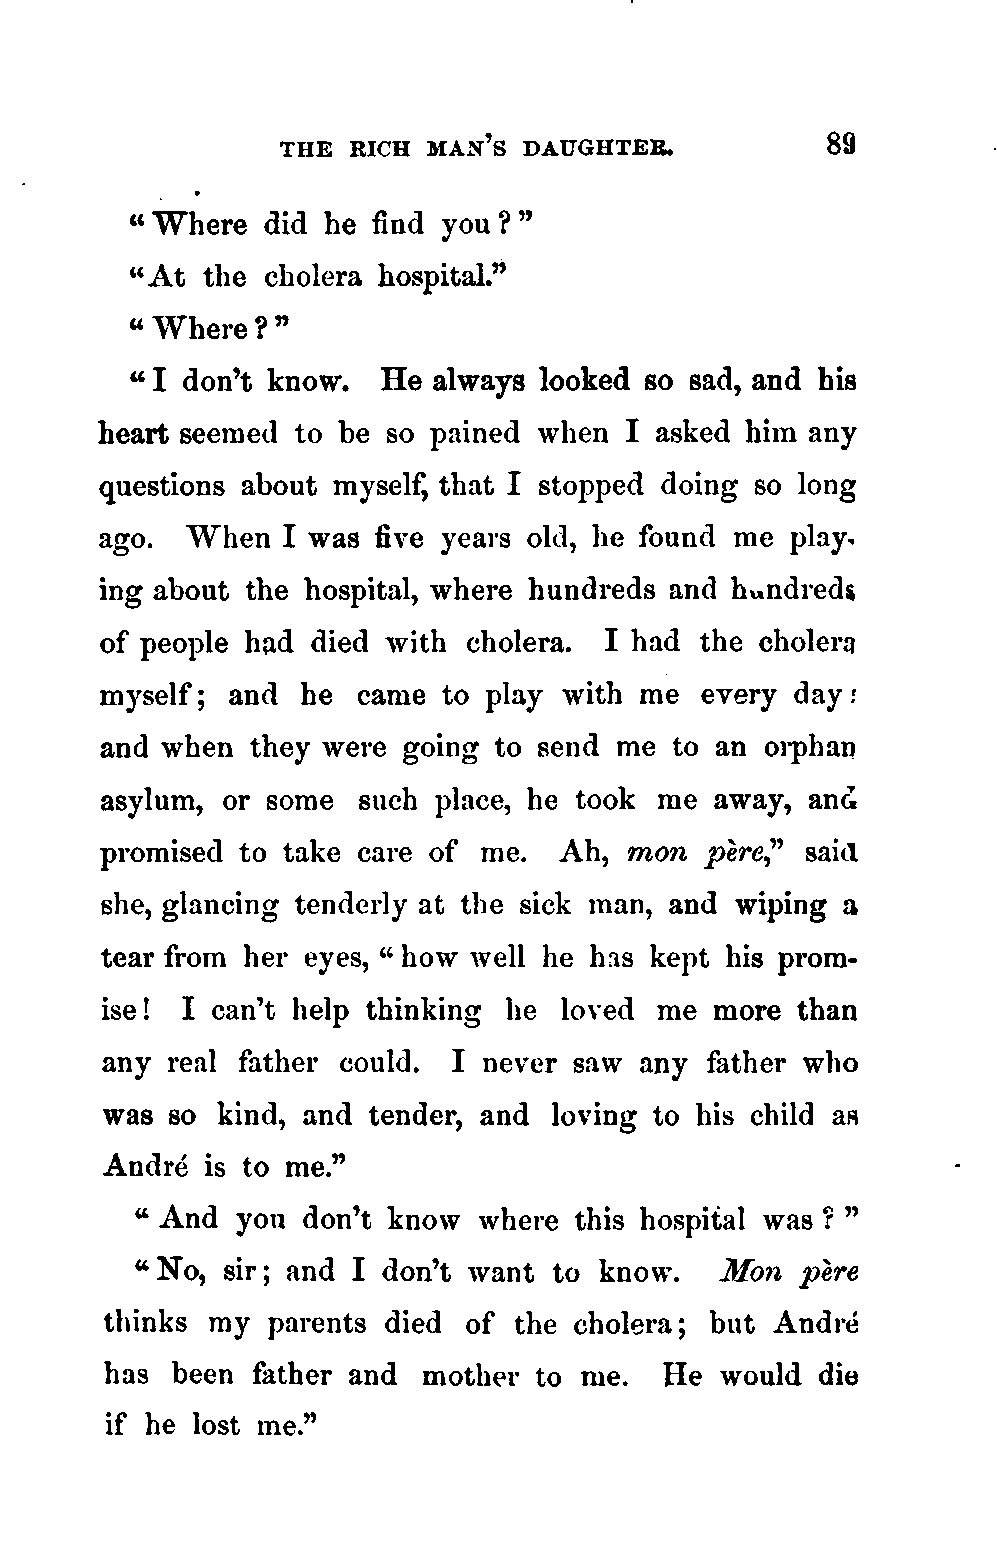 THE RICH MAN'S DAUGHTER. 89
"Where did he find you?"
"At the cholera hospital."
"Where?"
"I don't know. He always looked so sad, and his
heart seemed to be so pained when I asked him any
questions about myself, that I stopped doing so long
ago. When I was five years old, he found me play-
ing about the hospital, where hundreds and hundreds
of people had died with cholera. I had the cholera
myself; and he came to play with me every day;
and when they were going to send me to an orphan
asylum, or some such place, he took me away, and
promised to take care of me. Ah, mon père," said
she, glancing tenderly at the sick man, and wiping a
tear from her eyes, "how well he has kept his prom-
ise! I can't help thinking he loved me more than
any real father could. I never saw any father who
was so kind, and tender, and loving to his child as
André is to me."
"And you don't know where this hospital was?"
"No, sir; and I don't want to know. Mon père
thinks my parents died of the cholera; but André
has been father and mother to me. He would die
if he lost me."